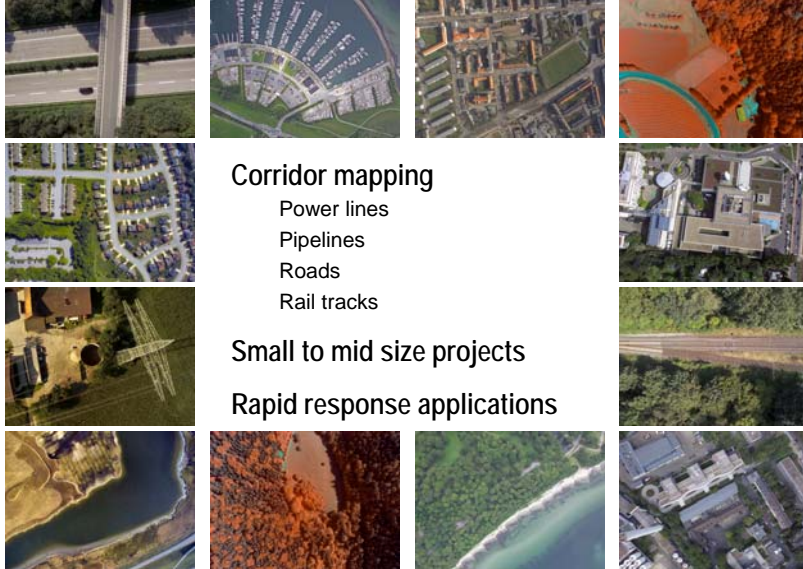 Corridor mapping
Power lines
Pipelines
Roads
Rail tracks
Small to mid size projects
Rapid response applications